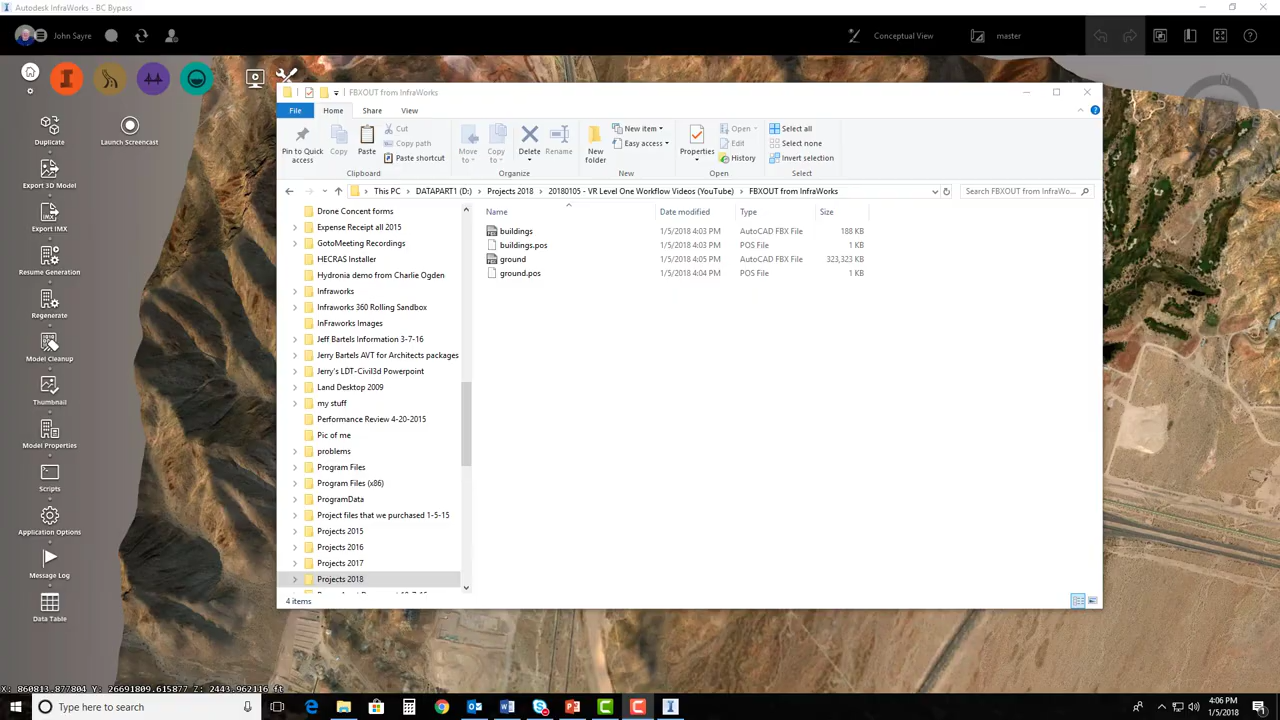 Autodesk InfraWorks - BC Bypass
John Sayre
Conceptual View
master
Duplicate
Launch Screencast
Export 3D Model
Export IMX
Resume Generation
Regenerate
Model Cleanup
Thumbnail
Model Properties
Scripts
Application Options
Message Log
Data Table
FBXOUT from InfraWorks
File
Home
Share
View
Pin to Quick access
Copy
Paste
Cut
Copy path
Paste shortcut
Clipboard
Move to
Copy to
Delete
Rename
Organize
New folder
New item
Easy access
New
Properties
Open
Edit
History
Open
Select all
Select none
Invert selection
Select
This PC > DATAPART1 (D:) > Projects 2018 > 20180105 - VR Level One Workflow Videos (YouTube) > FBXOUT from InfraWorks
Search FBXOUT from InfraWo...
Drone Concent forms
Expense Receipt all 2015
GotoMeeting Recordings
HECRAS Installer
Hydronia demo from Charlie Ogden
Infraworks
Infraworks 360 Rolling Sandbox
InFraworks Images
Jeff Bartels Information 3-7-16
Jerry Bartels AVT for Architects packages
Jerry's LDT-Civil3d Powerpoint
Land Desktop 2009
my stuff
Performance Review 4-20-2015
Pic of me
problems
Program Files
Program Files (x86)
ProgramData
Project files that we purchased 1-5-15
Projects 2015
Projects 2016
Projects 2017
Projects 2018
Name Date modified Type Size
buildings 1/5/2018 4:03 PM AutoCAD FBX File 188 KB
buildings.pos 1/5/2018 4:03 PM POS File 1 KB
ground 1/5/2018 4:05 PM AutoCAD FBX File 323,323 KB
ground.pos 1/5/2018 4:04 PM POS File 1 KB
4 items
X: 860813.877804 Y: 26691809.615877 Z: 2443.962116 ft
Type here to search
4:06 PM
1/5/2018